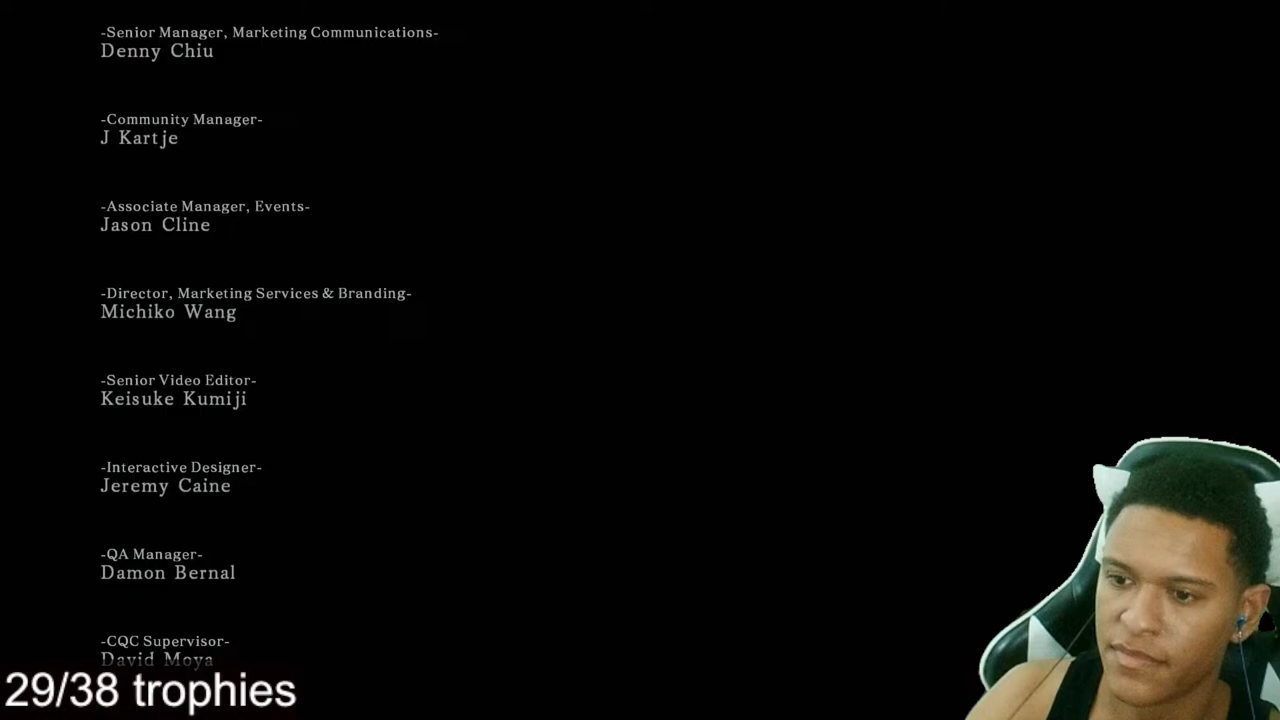 -Senior Manager, Marketing Communications-
Denny Chiu
-Community Manager-
J Kartje
-Associate Manager, Events-
Jason Cline
-Director, Marketing Services & Branding-
Michiko Wang
-Senior Video Editor-
Keisuke Kumiji
-Interactive Designer-
Jeremy Caine
-QA Manager-
Damon Bernal
-CQC Supervisor-
David Moya
29/38 trophies